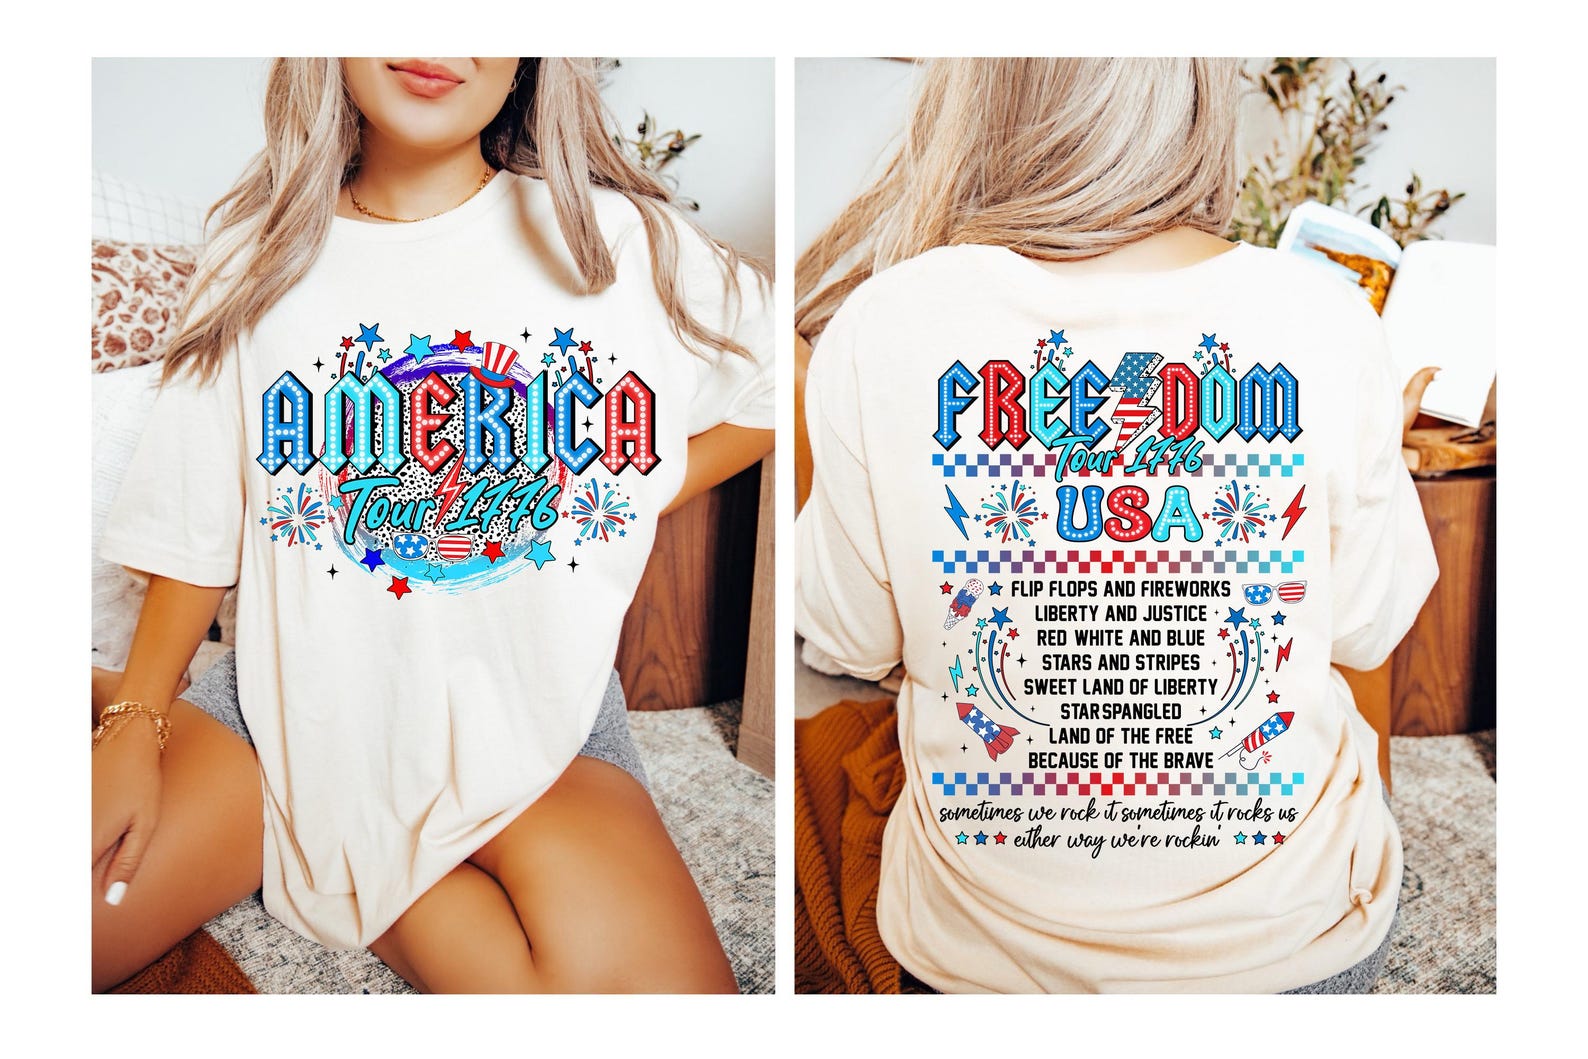 AMERICA
Tour 1776
FREEDOM
Tour 1776
USA
FLIP FLOPS AND FIREWORKS
LIBERTY AND JUSTICE
RED WHITE AND BLUE
STARS AND STRIPES
SWEET LAND OF LIBERTY
STAR SPANGLED
LAND OF THE FREE
BECAUSE OF THE BRAVE
sometimes we rock it sometimes it rocks us
either way we're rockin'